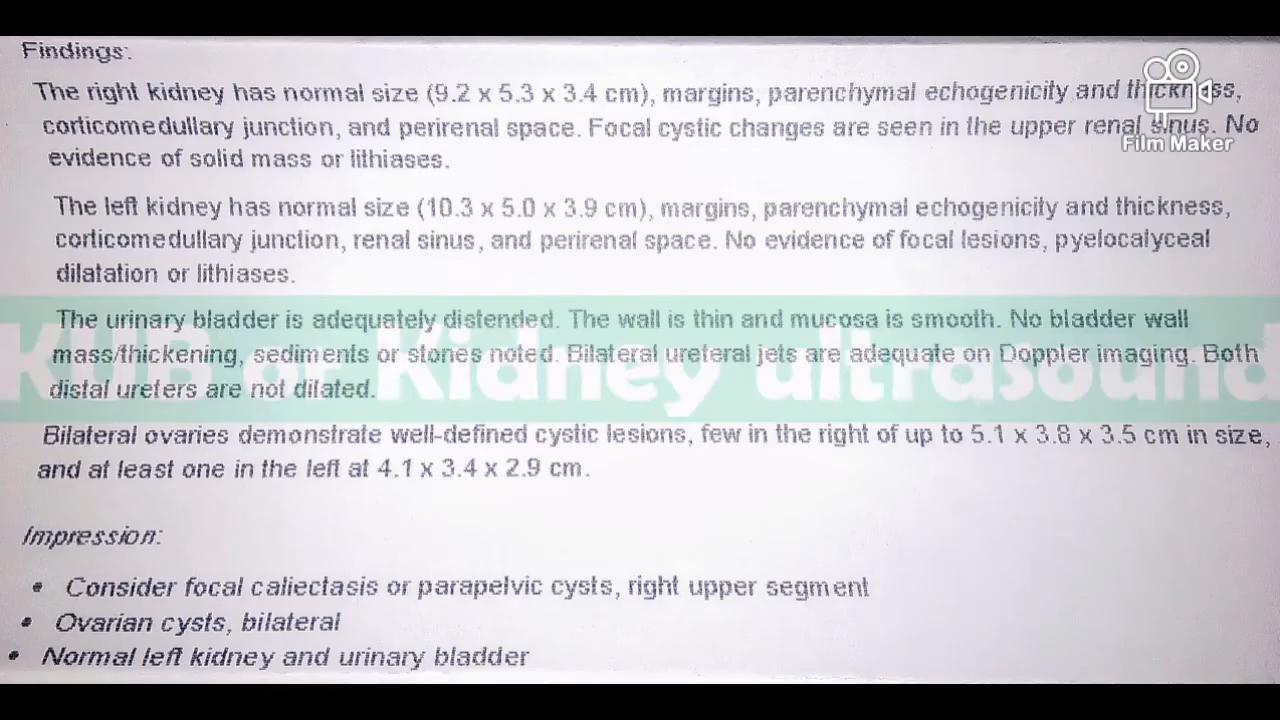 Findings:
The right kidney has normal size (9.2 x 5.3 x 3.4 cm), margins, parenchymal echogenicity and thickness,
corticomedullary junction, and perirenal space. Focal cystic changes are seen in the upper renal sinus. No
evidence of solid mass or lithiases.
The left kidney has normal size (10.3 x 5.0 x 3.9 cm), margins, parenchymal echogenicity and thickness,
corticomedullary junction, renal sinus, and perirenal space. No evidence of focal lesions, pyelocalyceal
dilatation or lithiases.
The urinary bladder is adequately distended. The wall is thin and mucosa is smooth. No bladder wall
mass/thickening, sediments or stones noted. Bilateral ureteral jets are adequate on Doppler imaging. Both
distal ureters are not dilated.
KUB or Kidney ultrasound
Bilateral ovaries demonstrate well-defined cystic lesions, few in the right of up to 5.1 x 3.8 x 3.5 cm in size,
and at least one in the left at 4.1 x 3.4 x 2.9 cm.
Impression:
• Consider focal caliectasis or parapelvic cysts, right upper segment
• Ovarian cysts, bilateral
• Normal left kidney and urinary bladder
Film Maker